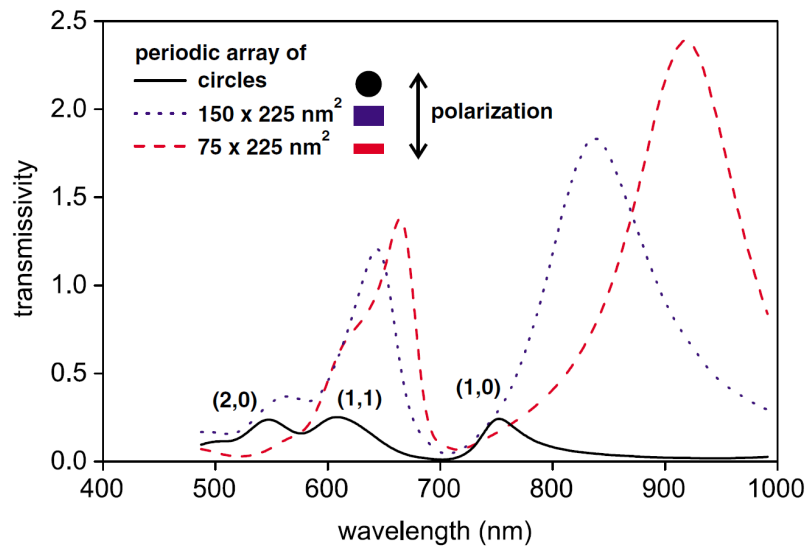 2.5
2.0
1.5
1.0
0.5
0.0
transmissivity
periodic array of
circles
150 x 225 nm²
75 x 225 nm²
polarization
(2,0)
(1,1)
(1,0)
400 500 600 700 800 900 1000
wavelength (nm)